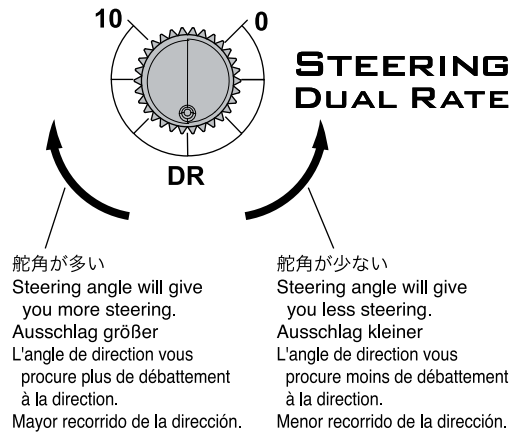 10
0
STEERING
DUAL RATE
DR
舵角が多い
Steering angle will give
you more steering.
Ausschlag größer
L'angle de direction vous
procure plus de débattement
à la direction.
Mayor recorrido de la dirección.
舵角が少ない
Steering angle will give
you less steering.
Ausschlag kleiner
L'angle de direction vous
procure moins de débattement
à la direction.
Menor recorrido de la dirección.